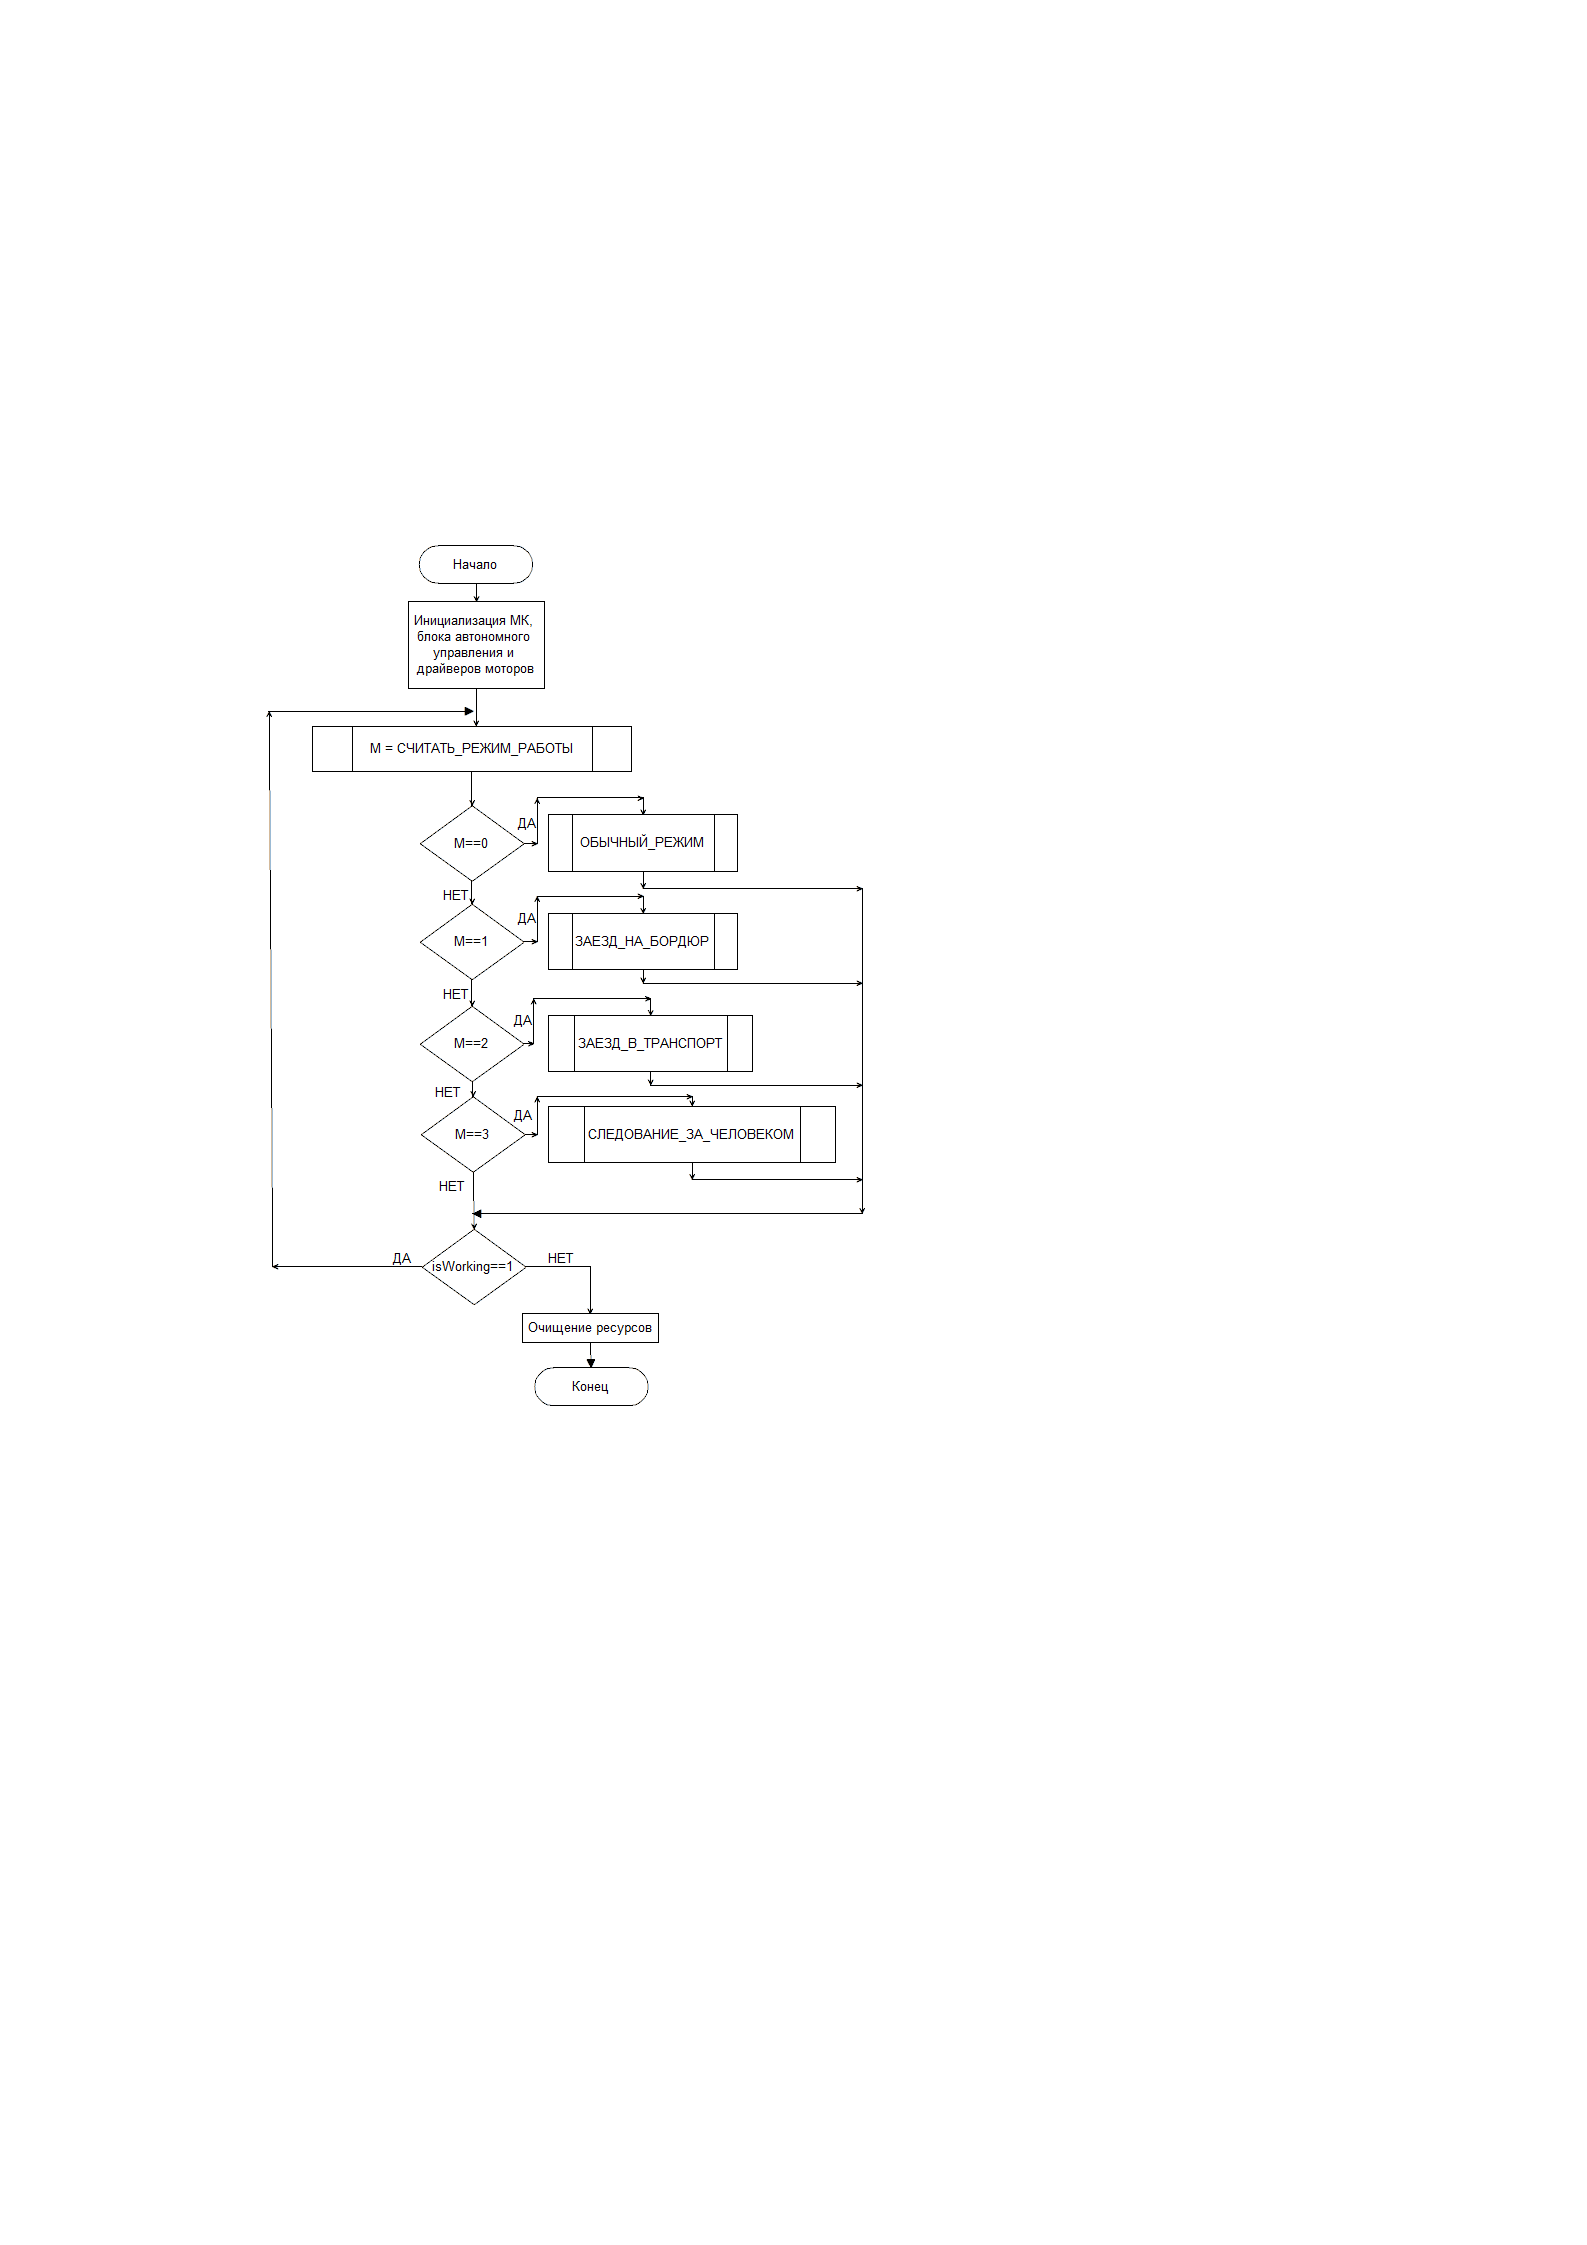 Начало
Инициализация МК,
блока автономного
управления и
драйверов моторов
М = СЧИТАТЬ_РЕЖИМ_РАБОТЫ
М==0
ДА
ОБЫЧНЫЙ_РЕЖИМ
НЕТ
М==1
ДА
ЗАЕЗД_НА_БОРДЮР
НЕТ
М==2
ДА
ЗАЕЗД_В_ТРАНСПОРТ
НЕТ
М==3
ДА
СЛЕДОВАНИЕ_ЗА_ЧЕЛОВЕКОМ
НЕТ
ДА
isWorking==1
НЕТ
Очищение ресурсов
Конец